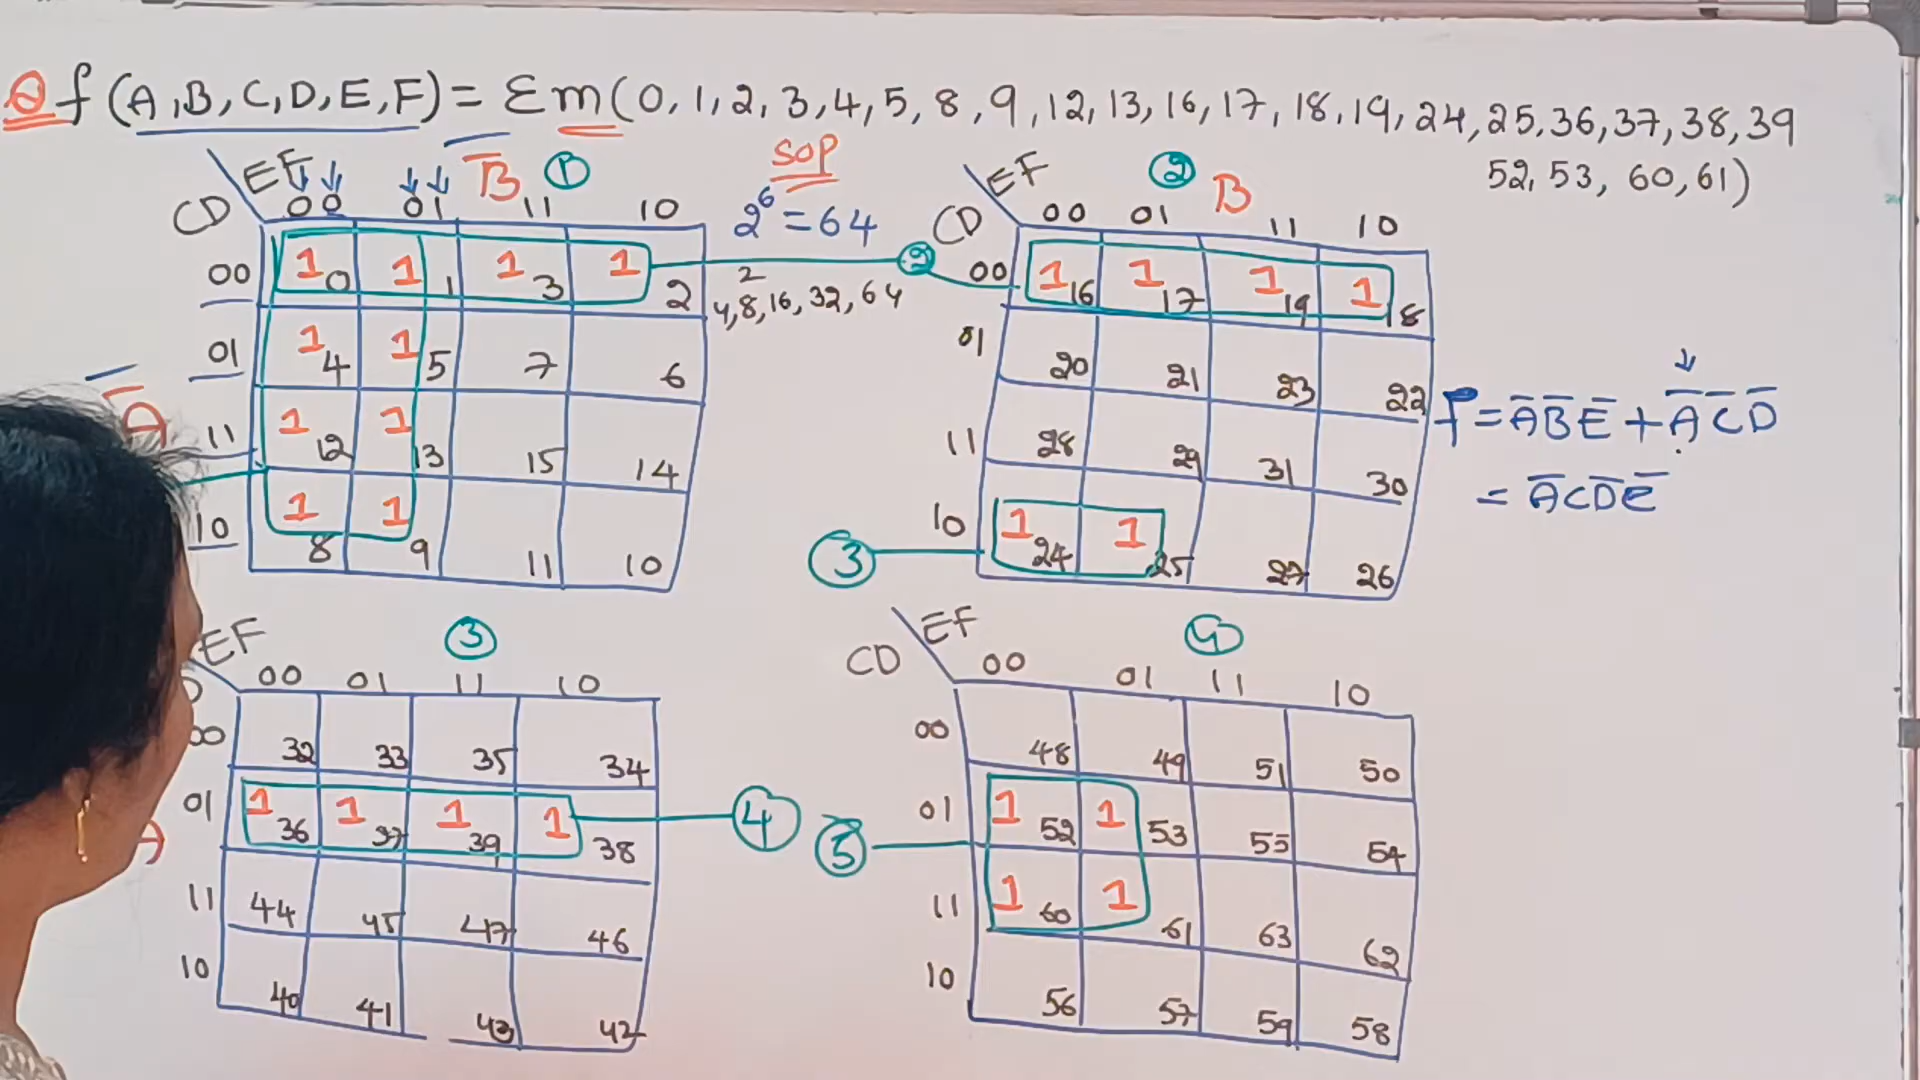 Q f (A,B,C,D,E,F) = Σm(0,1,2,3,4,5,8,9,12,13,16,17,18,19,24,25,36,37,38,39
52,53,60,61)
SOP
2⁶ = 64
2
4,8,16,32,64
EF B̅ ①
CD 00 01 11 10
00 1 0 1 1 1 3 1 2
01 1 4 1 5 7 6
11 1 12 1 13 15 14
10 1 8 1 9 11 10
A̅
②
EF ② B
CD 00 01 11 10
00 1 16 1 17 1 19 1 18
01 20 21 23 22
11 28 29 31 30
10 1 24 1 25 27 26
③
f = A̅ B̅ E̅ + A̅ C̅ D̅
= A̅ C D̅ E̅
EF ③
D 00 01 11 10
00 32 33 35 34
01 1 36 1 37 1 39 1 38
11 44 45 47 46
10 40 41 43 42
A
④
EF ④
CD 00 01 11 10
00 48 49 51 50
01 1 52 1 53 55 54
11 1 60 1 61 63 62
10 56 57 59 58
⑤